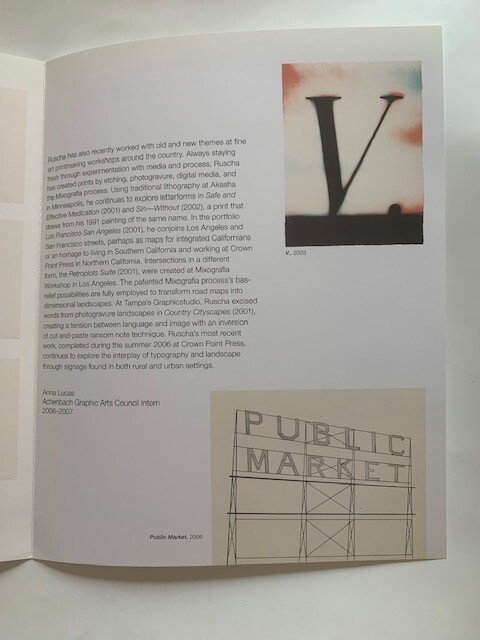 V.
V, 2003
Ruscha has also recently worked with old and new themes at fine
art printmaking workshops around the country. Always staying
fresh through experimentation with media and process, Ruscha
has created prints by etching, photogravure, digital media, and
the Mixografia process. Using traditional lithography at Akasha
in Minneapolis, he continues to explore letterforms in Safe and
Effective Medication (2001) and Sin—Without (2002), a print that
draws from his 1991 painting of the same name. In the portfolio
Los Francisco San Angeles (2001), he conjoins Los Angeles and
San Francisco streets, perhaps as maps for integrated Californians
or an homage to living in Southern California and working at Crown
Point Press in Northern California. Intersections in a different
form, the Petroplots Suite (2001), were created at Mixografia
Workshop in Los Angeles. The patented Mixografia process's bas-
relief possibilities are fully employed to transform road maps into
dimensional landscapes. At Tampa's Graphicstudio, Ruscha excised
words from photogravure landscapes in Country Cityscapes (2001),
creating a tension between language and image with an inversion
of cut-and-paste ransom note technique. Ruscha's most recent
work, completed during the summer 2006 at Crown Point Press,
continues to explore the interplay of typography and landscape
through signage found in both rural and urban settings.
Anna Lucas
Achenbach Graphic Arts Council Intern
2006–2007
PUBLIC
MARKET
Public Market, 2006